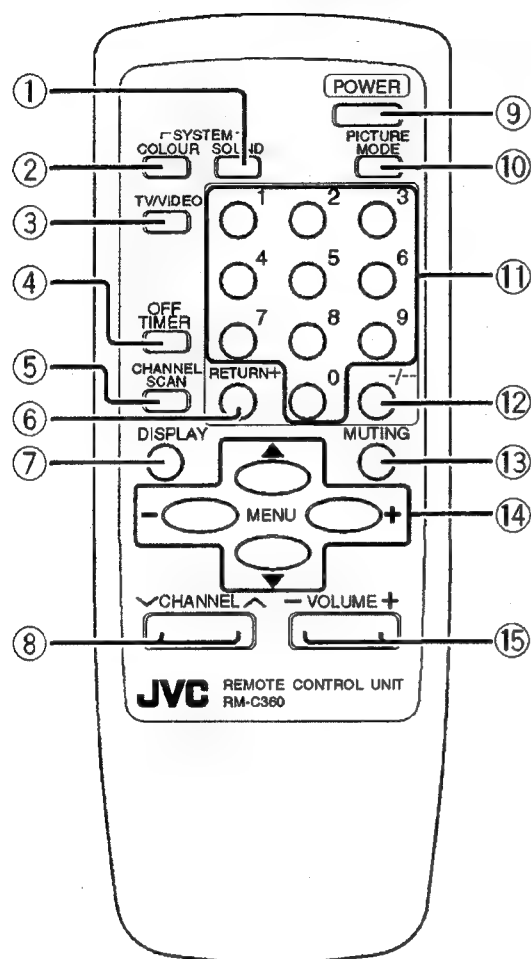 POWER
①
⑨
SYSTEM
COLOUR SOUND
PICTURE
MODE
②
⑩
TV/VIDEO
1 2 3
③
4 5 6
⑪
④
OFF
TIMER
7 8 9
⑤
CHANNEL
SCAN
RETURN+
0
-/--
⑥
⑫
DISPLAY
MUTING
⑦
⑬
- MENU +
⑭
CHANNEL
- VOLUME +
⑧
⑮
JVC REMOTE CONTROL UNIT
RM-C360